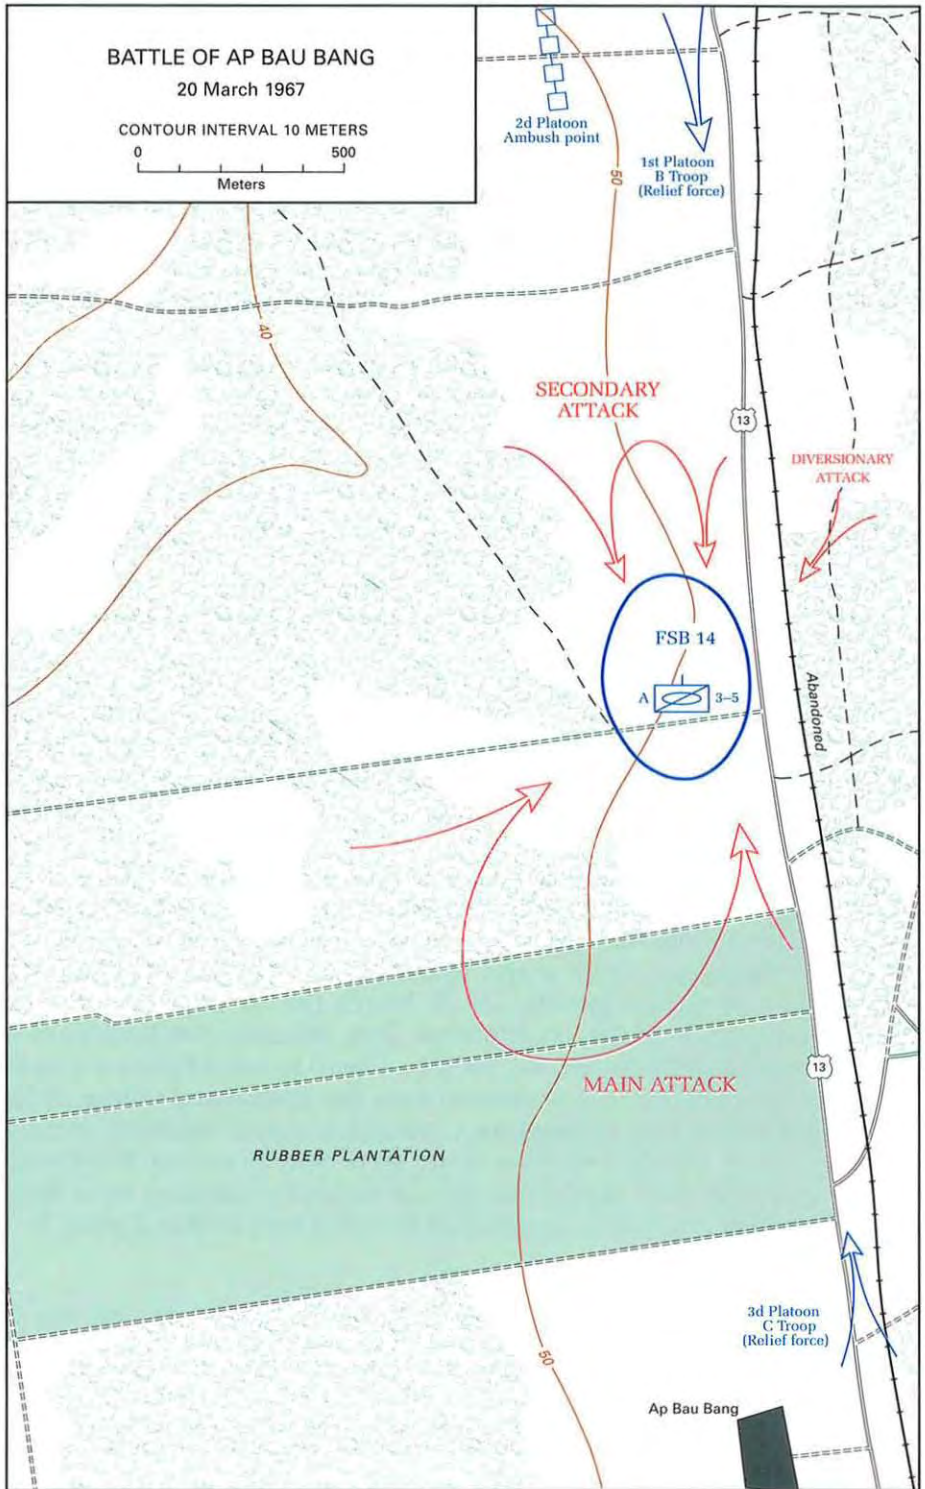 BATTLE OF AP BAU BANG
20 March 1967
CONTOUR INTERVAL 10 METERS
0 500
Meters
2d Platoon
Ambush point
50
1st Platoon
B Troop
(Relief force)
40
SECONDARY
ATTACK
13
DIVERSIONARY
ATTACK
FSB 14
A 3–5
Abandoned
13
MAIN ATTACK
RUBBER PLANTATION
3d Platoon
C Troop
(Relief force)
50
Ap Bau Bang